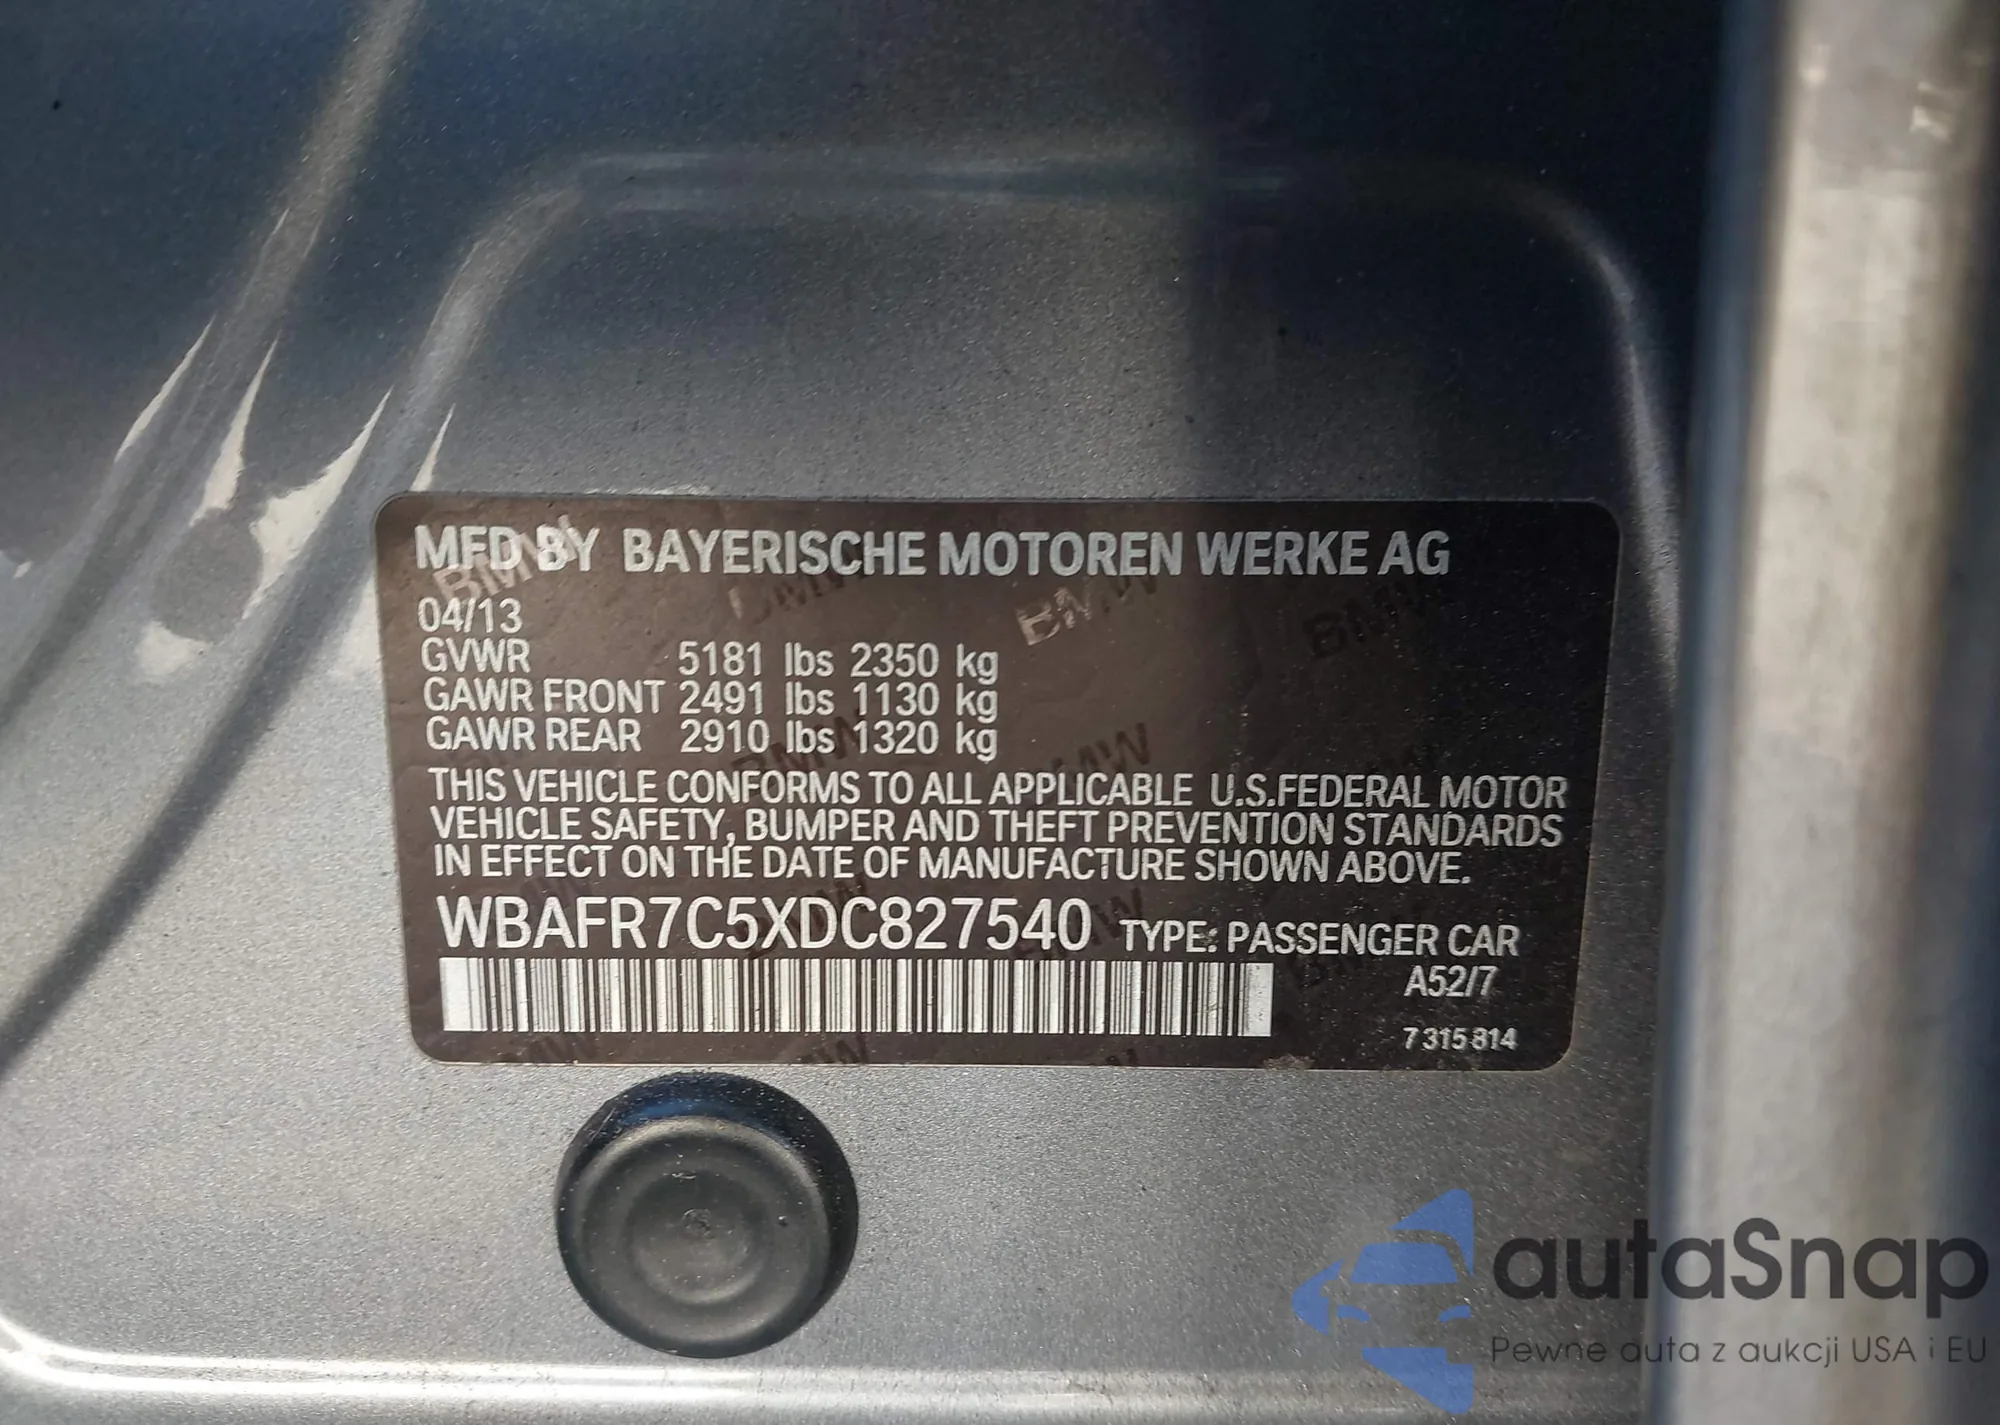 MFD BY BAYERISCHE MOTOREN WERKE AG
04/13
GVWR 5181 lbs 2350 kg
GAWR FRONT 2491 lbs 1130 kg
GAWR REAR 2910 lbs 1320 kg
THIS VEHICLE CONFORMS TO ALL APPLICABLE U.S.FEDERAL MOTOR
VEHICLE SAFETY, BUMPER AND THEFT PREVENTION STANDARDS
IN EFFECT ON THE DATE OF MANUFACTURE SHOWN ABOVE.
WBAFR7C5XDC827540 TYPE: PASSENGER CAR
A52/7
7 315 814
autaSnap
Pewne auta z aukcji USA i EU